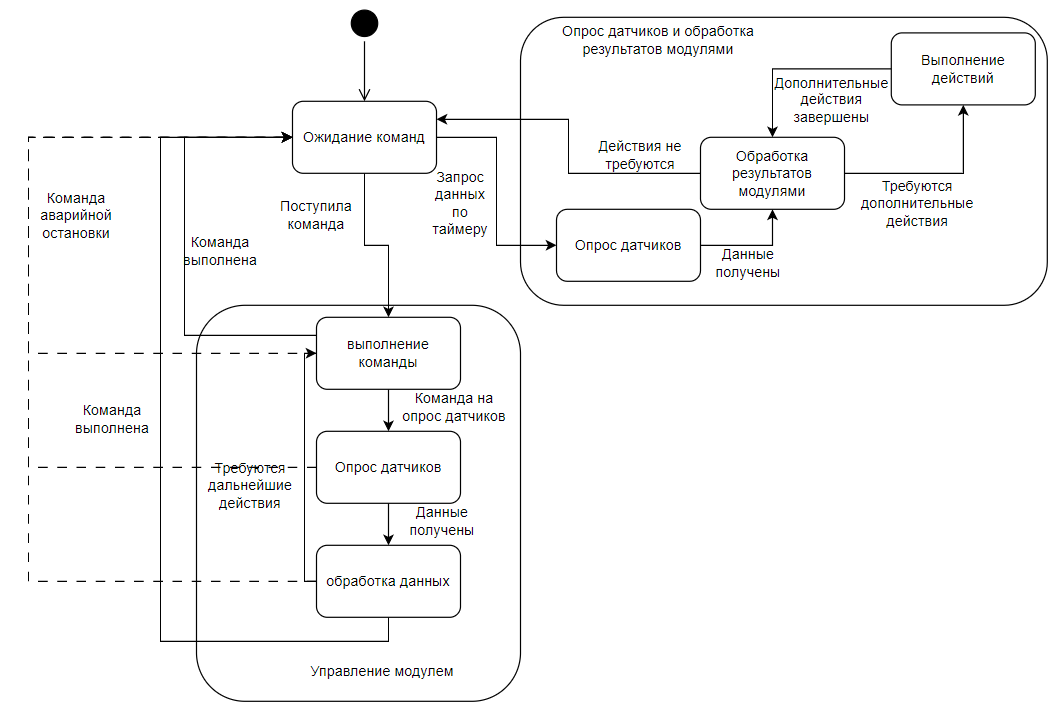 Опрос датчиков и обработка
результатов модулями
Выполнение
действий
Дополнительные
действия
завершены
Ожидание команд
Действия не
требуются
Обработка
результатов
модулями
Запрос
данных
по
таймеру
Требуются
дополнительные
действия
Команда
аварийной
остановки
Поступила
команда
Команда
выполнена
Опрос датчиков
Данные
получены
выполнение
команды
Команда на
опрос датчиков
Команда
выполнена
Опрос датчиков
Требуются
дальнейшие
действия
Данные
получены
обработка данных
Управление модулем